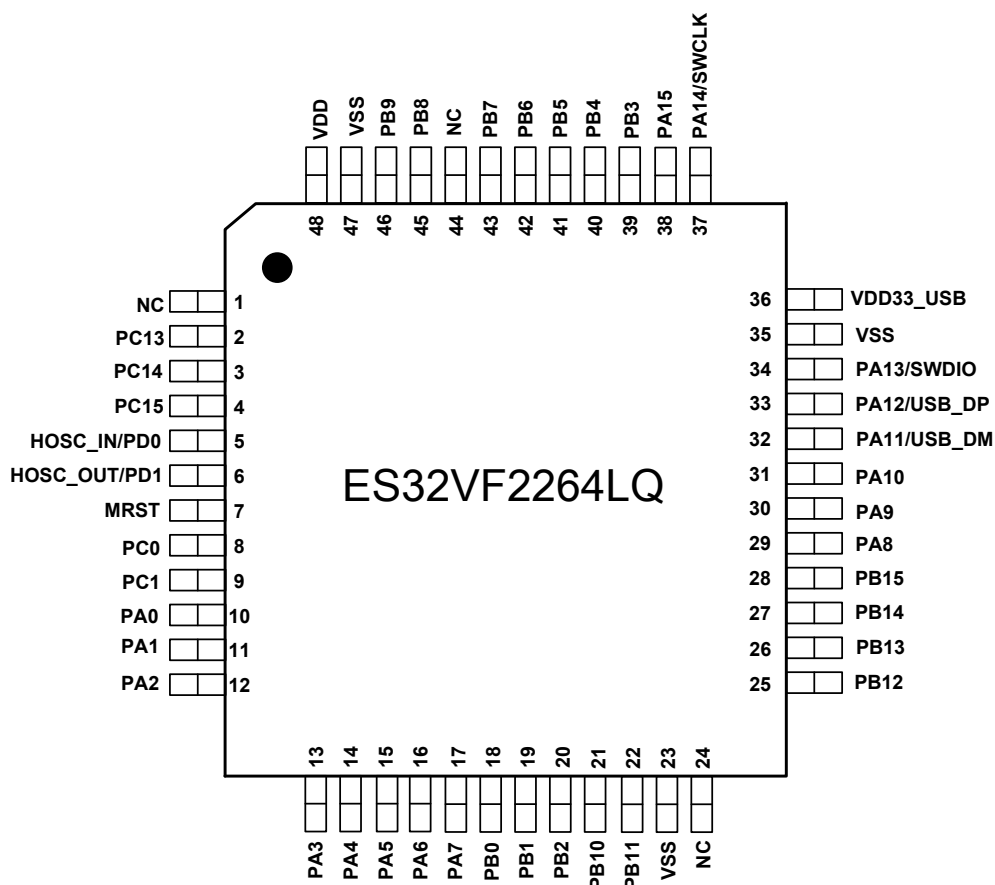 VDD VSS PB9 PB8 NC PB7 PB6 PB5 PB4 PB3 PA15 PA14/SWCLK
48 47 46 45 44 43 42 41 40 39 38 37
NC 1
PC13 2
PC14 3
PC15 4
HOSC_IN/PD0 5
HOSC_OUT/PD1 6
MRST 7
PC0 8
PC1 9
PA0 10
PA1 11
PA2 12
ES32VF2264LQ
36 VDD33_USB
35 VSS
34 PA13/SWDIO
33 PA12/USB_DP
32 PA11/USB_DM
31 PA10
30 PA9
29 PA8
28 PB15
27 PB14
26 PB13
25 PB12
13 14 15 16 17 18 19 20 21 22 23 24
PA3 PA4 PA5 PA6 PA7 PB0 PB1 PB2 PB10 PB11 VSS NC